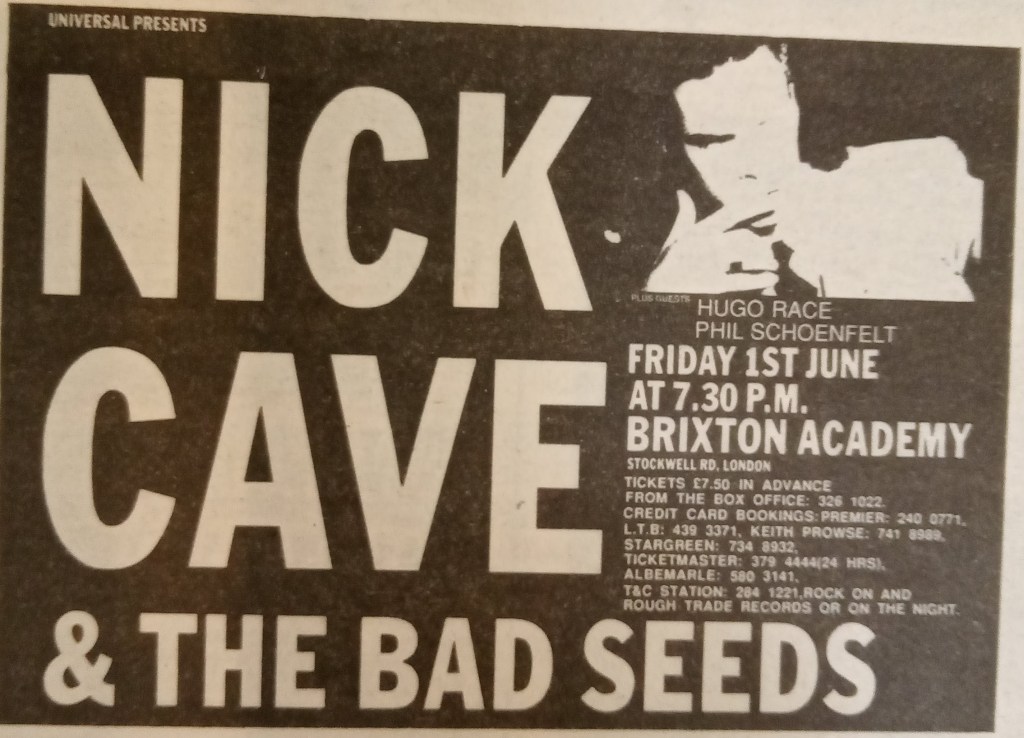 UNIVERSAL PRESENTS
NICK
CAVE
& THE BAD SEEDS
PLUS GUESTS
HUGO RACE
PHIL SCHOENFELT
FRIDAY 1ST JUNE
AT 7.30 P.M.
BRIXTON ACADEMY
STOCKWELL RD, LONDON
TICKETS £7.50 IN ADVANCE
FROM THE BOX OFFICE: 326 1022.
CREDIT CARD BOOKINGS: PREMIER: 240 0771,
L.T.B: 439 3371, KEITH PROWSE: 741 8989,
STARGREEN: 734 8932,
TICKETMASTER: 379 4444(24 HRS),
ALBEMARLE: 580 3141,
T&C STATION: 284 1221,ROCK ON AND
ROUGH TRADE RECORDS OR ON THE NIGHT.